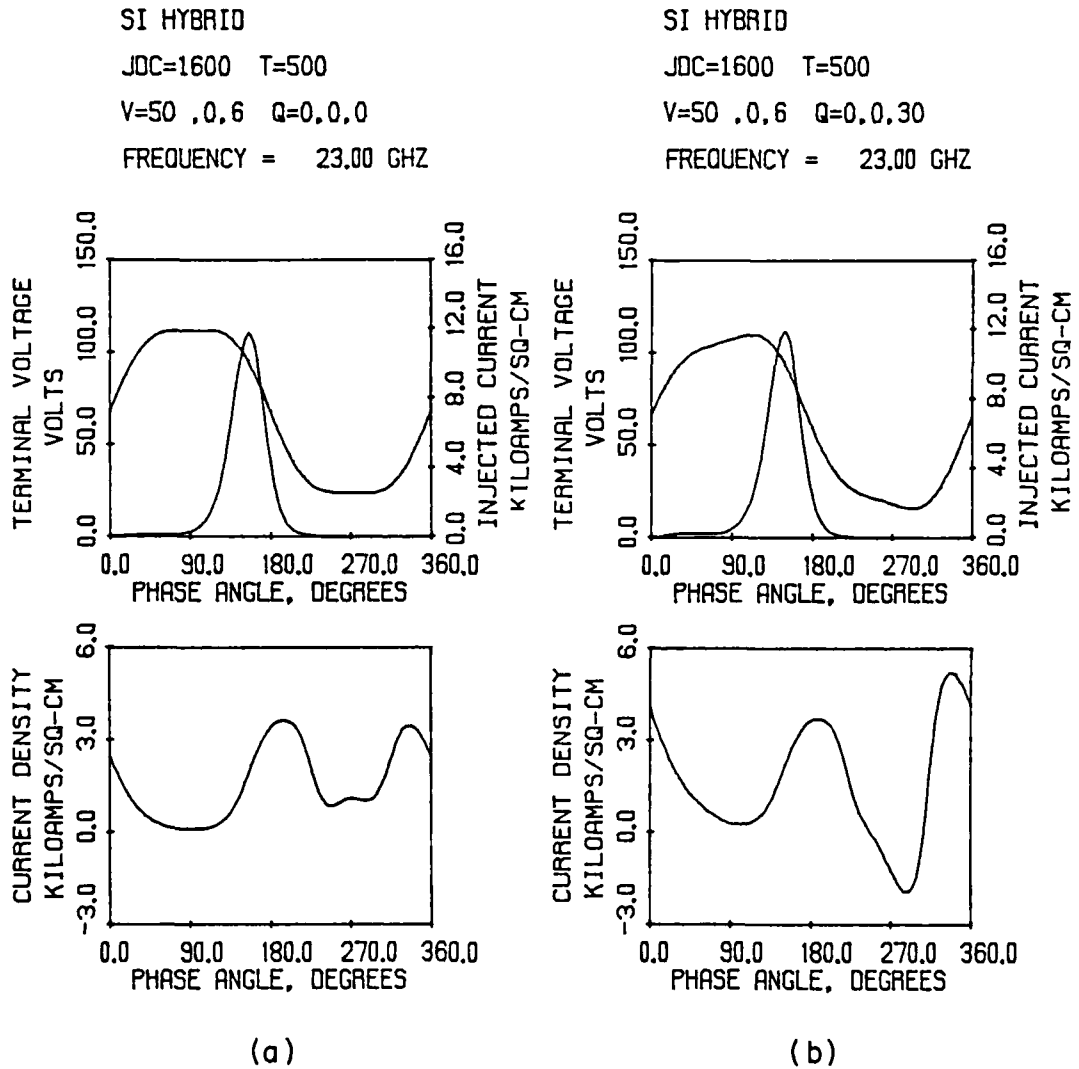 SI HYBRID
JDC=1600 T=500
V=50 ,0,6 Q=0,0,0
FREQUENCY = 23.00 GHZ
TERMINAL VOLTAGE
VOLTS
150.0
100.0
50.0
0.0
16.0
12.0
8.0
4.0
0.0
INJECTED CURRENT
KILOAMPS/SQ-CM
0.0 90.0 180.0 270.0 360.0
PHASE ANGLE, DEGREES
CURRENT DENSITY
KILOAMPS/SQ-CM
6.0
3.0
0.0
-3.0
0.0 90.0 180.0 270.0 360.0
PHASE ANGLE, DEGREES
(a)
SI HYBRID
JDC=1600 T=500
V=50 ,0,6 Q=0,0,30
FREQUENCY = 23.00 GHZ
TERMINAL VOLTAGE
VOLTS
150.0
100.0
50.0
0.0
16.0
12.0
8.0
4.0
0.0
INJECTED CURRENT
KILOAMPS/SQ-CM
0.0 90.0 180.0 270.0 360.0
PHASE ANGLE, DEGREES
CURRENT DENSITY
KILOAMPS/SQ-CM
6.0
3.0
0.0
-3.0
0.0 90.0 180.0 270.0 360.0
PHASE ANGLE, DEGREES
(b)